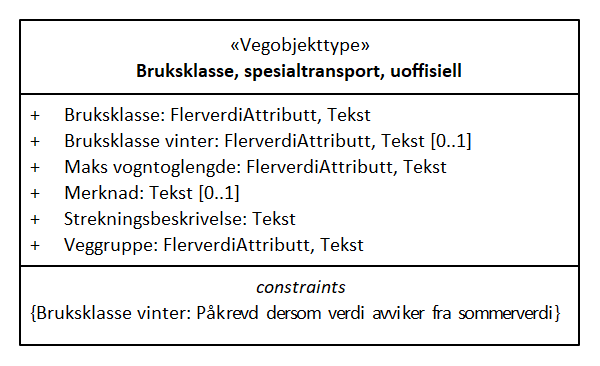 «Vegobjekttype»
Bruksklasse, spesialtransport, uoffisiell
+ Bruksklasse: FlerverdiAttributt, Tekst
+ Bruksklasse vinter: FlerverdiAttributt, Tekst [0..1]
+ Maks vogntoglengde: FlerverdiAttributt, Tekst
+ Merknad: Tekst [0..1]
+ Strekningsbeskrivelse: Tekst
+ Veggruppe: FlerverdiAttributt, Tekst
constraints
{Bruksklasse vinter: Påkrevd dersom verdi avviker fra sommerverdi}